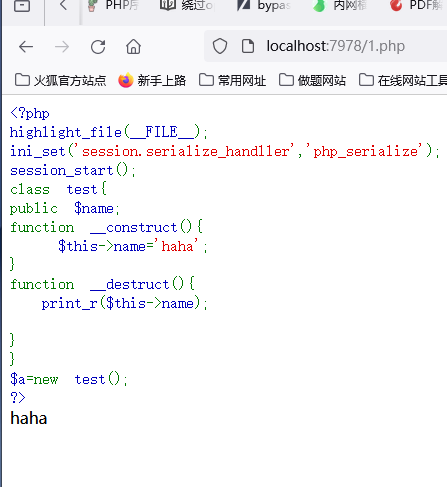 PHP序
绕过o
bypas
内网福
PDF解
localhost:7978/1.php
火狐官方站点 新手上路 常用网址 做题网站 在线网站工具
<?php
highlight_file(__FILE__);
ini_set('session.serialize_handller','php_serialize');
session_start();
class test{
public $name;
function __construct(){
$this->name='haha';
}
function __destruct(){
print_r($this->name);
}
}
$a=new test();
?>
haha